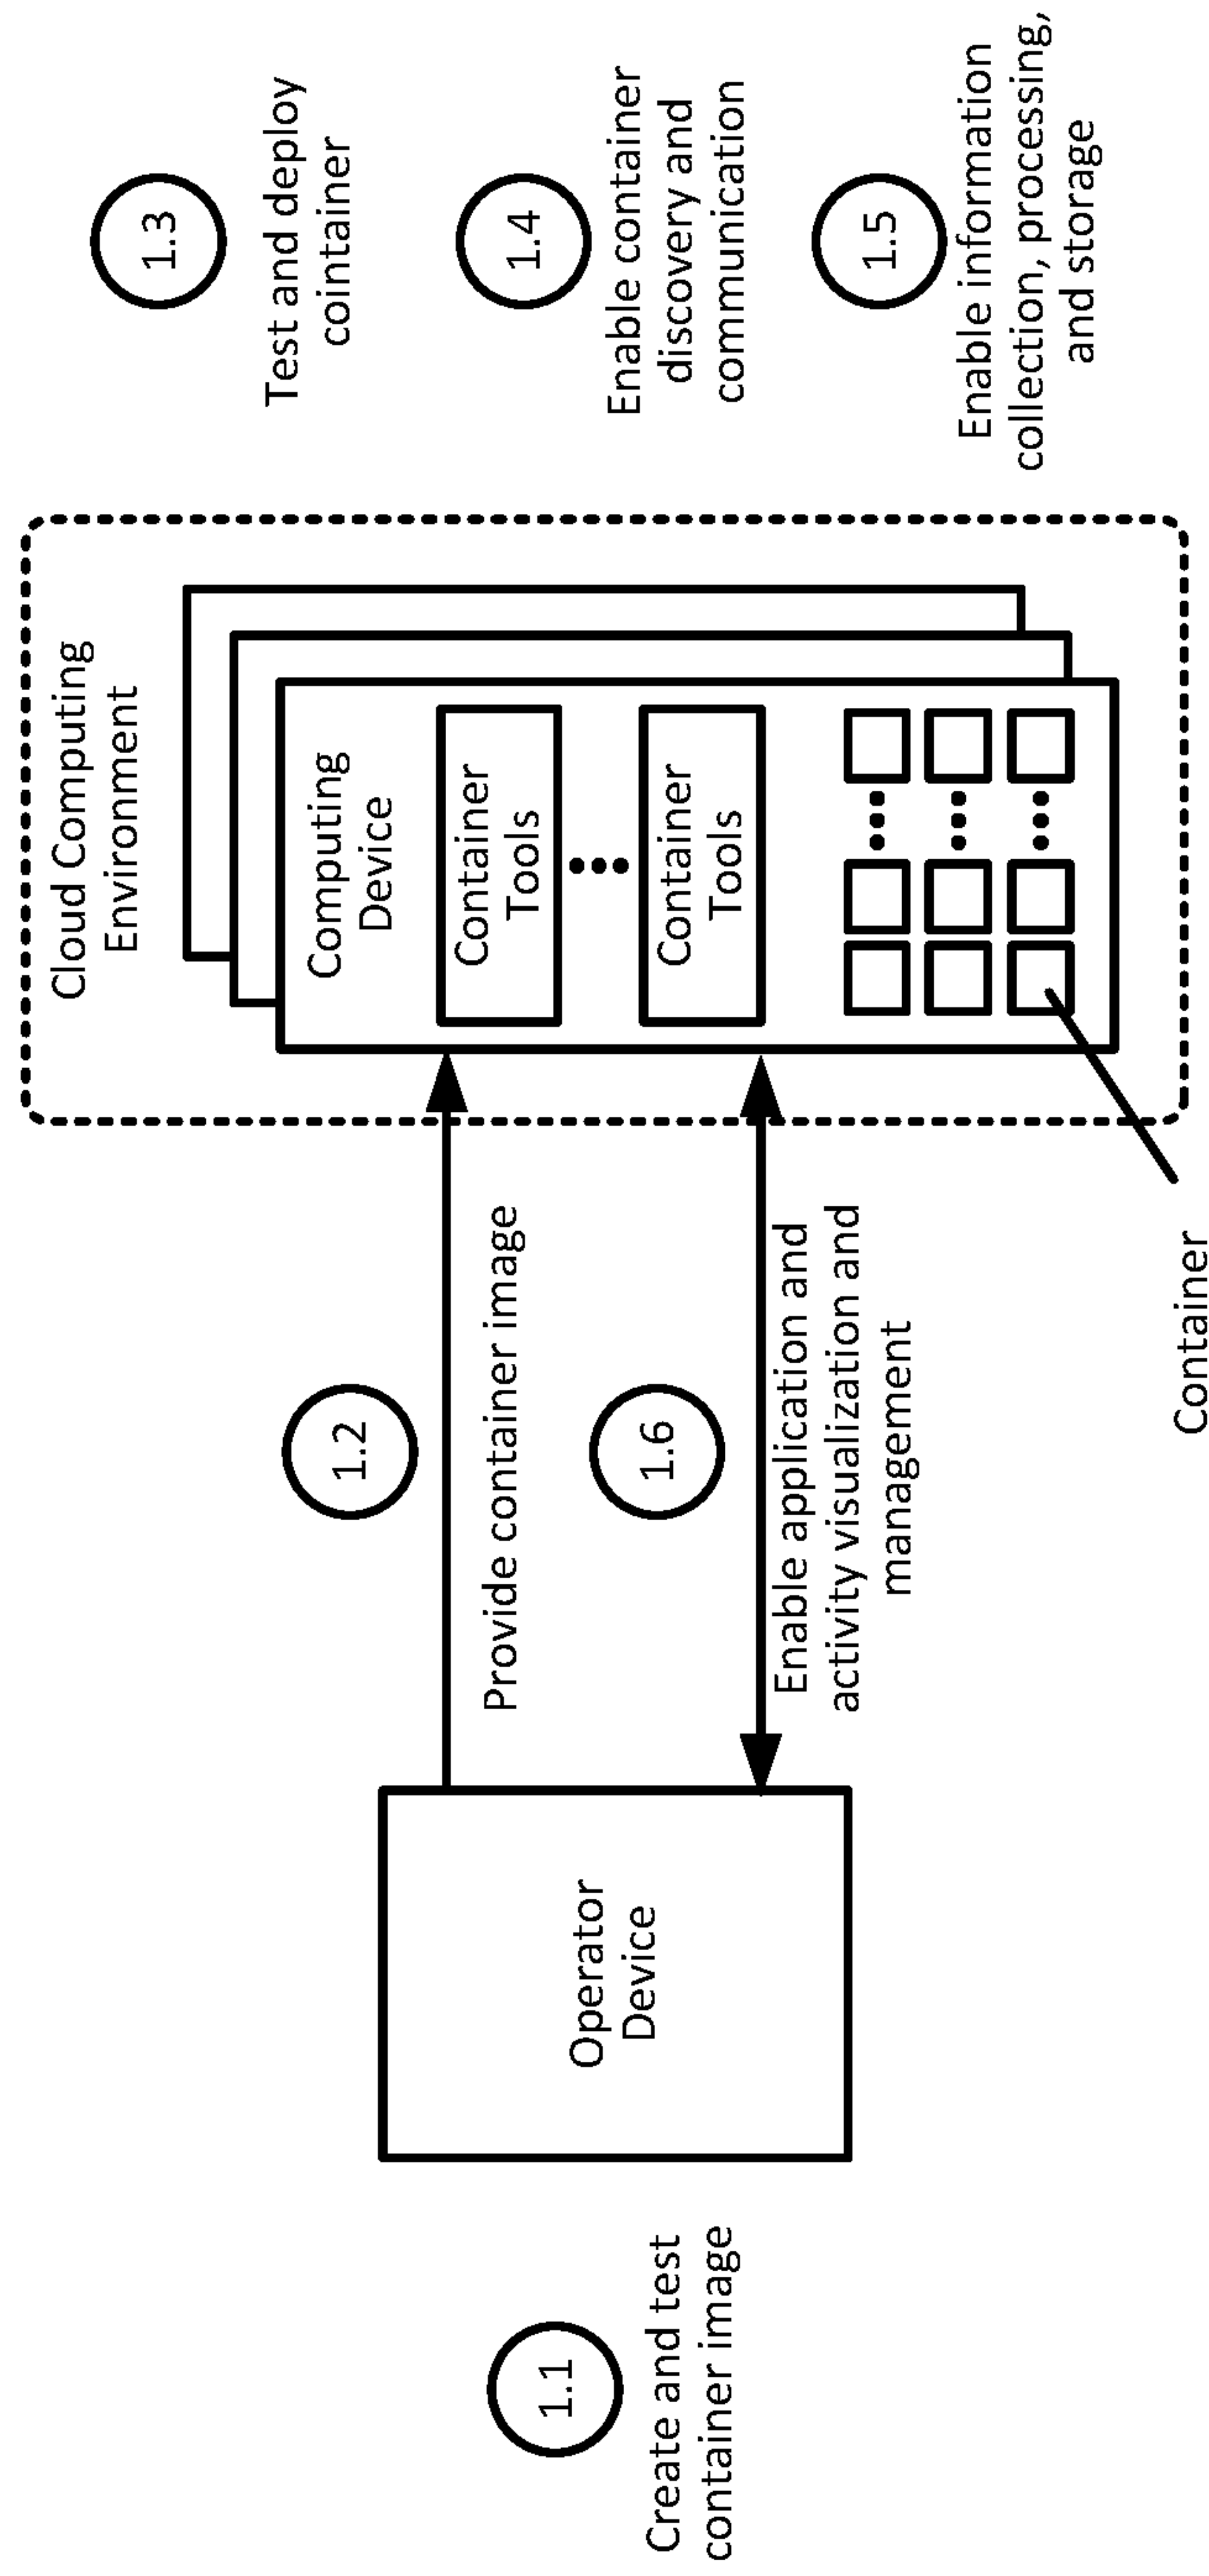 1.1
Create and test
container image
Operator
Device
1.2
Provide container image
1.6
Enable application and
activity visualization and
management
Container
Cloud Computing
Environment
Computing
Device
Container
Tools
Container
Tools
1.3
Test and deploy
cointainer
1.4
Enable container
discovery and
communication
1.5
Enable information
collection, processing,
and storage